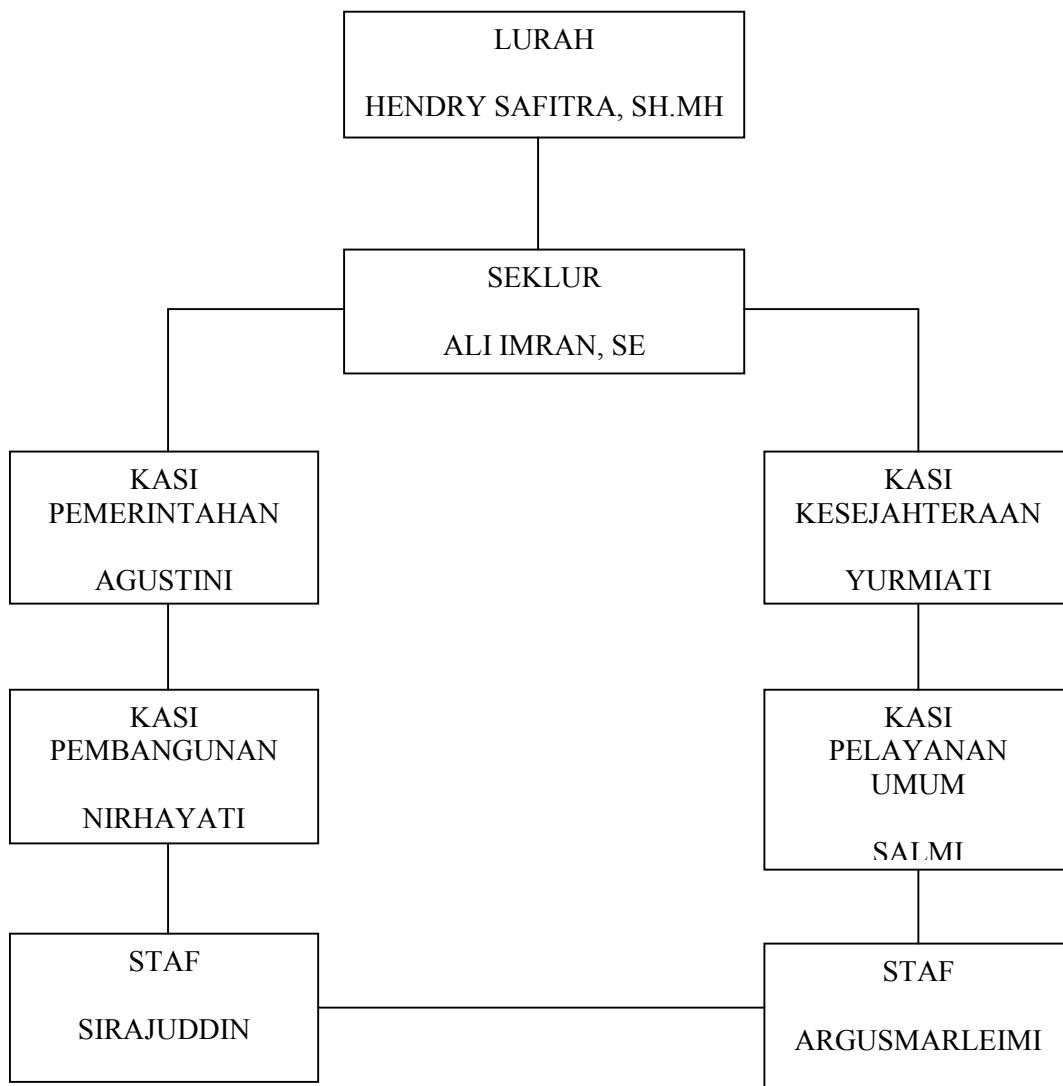 LURAH
HENDRY SAFITRA, SH.MH
SEKLUR
ALI IMRAN, SE
KASI
PEMERINTAHAN
AGUSTINI
KASI
KESEJAHTERAAN
YURMIATI
KASI
PEMBANGUNAN
NIRHAYATI
KASI
PELAYANAN
UMUM
SALMI
STAF
SIRAJUDDIN
STAF
ARGUSMARLEIMI